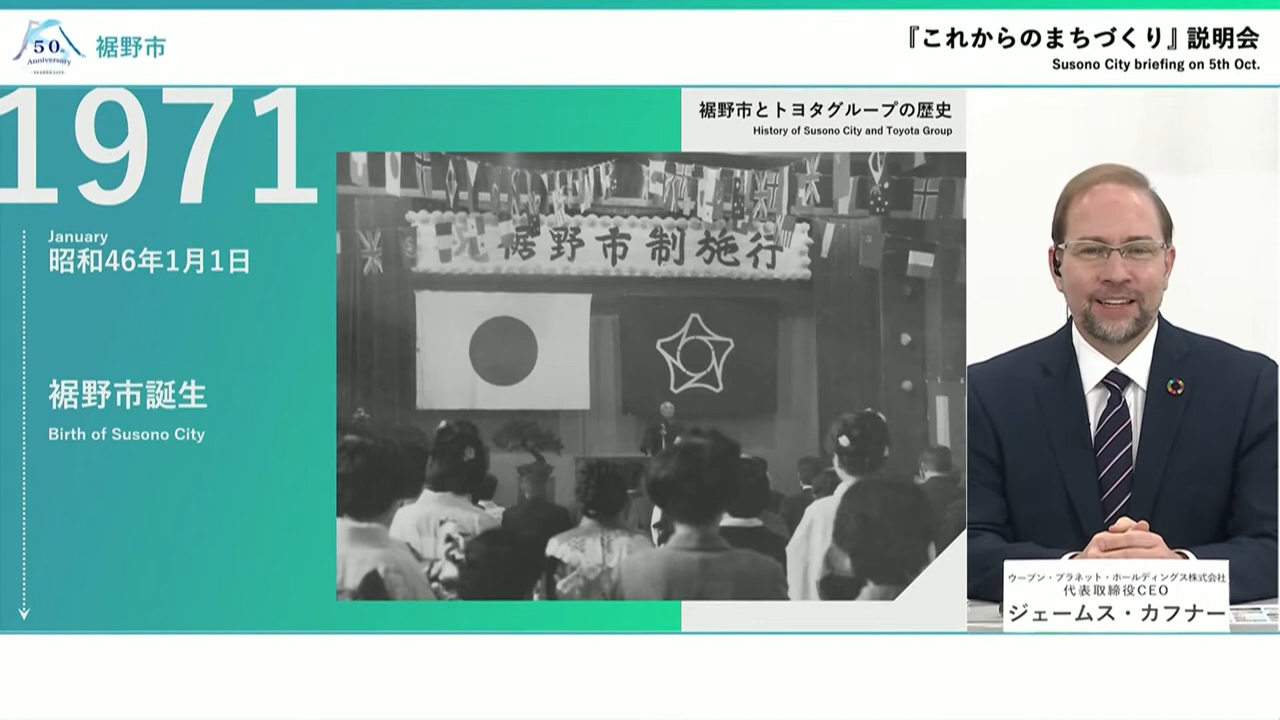 50th
Anniversary
裾野市
『これからのまちづくり』説明会
Susono City briefing on 5th Oct.
1971
January
昭和46年1月1日
裾野市誕生
Birth of Susono City
裾野市とトヨタグループの歴史
History of Susono City and Toyota Group
祝 裾野市制施行
ウーブン・プラネット・ホールディングス株式会社
代表取締役CEO
ジェームス・カフナー